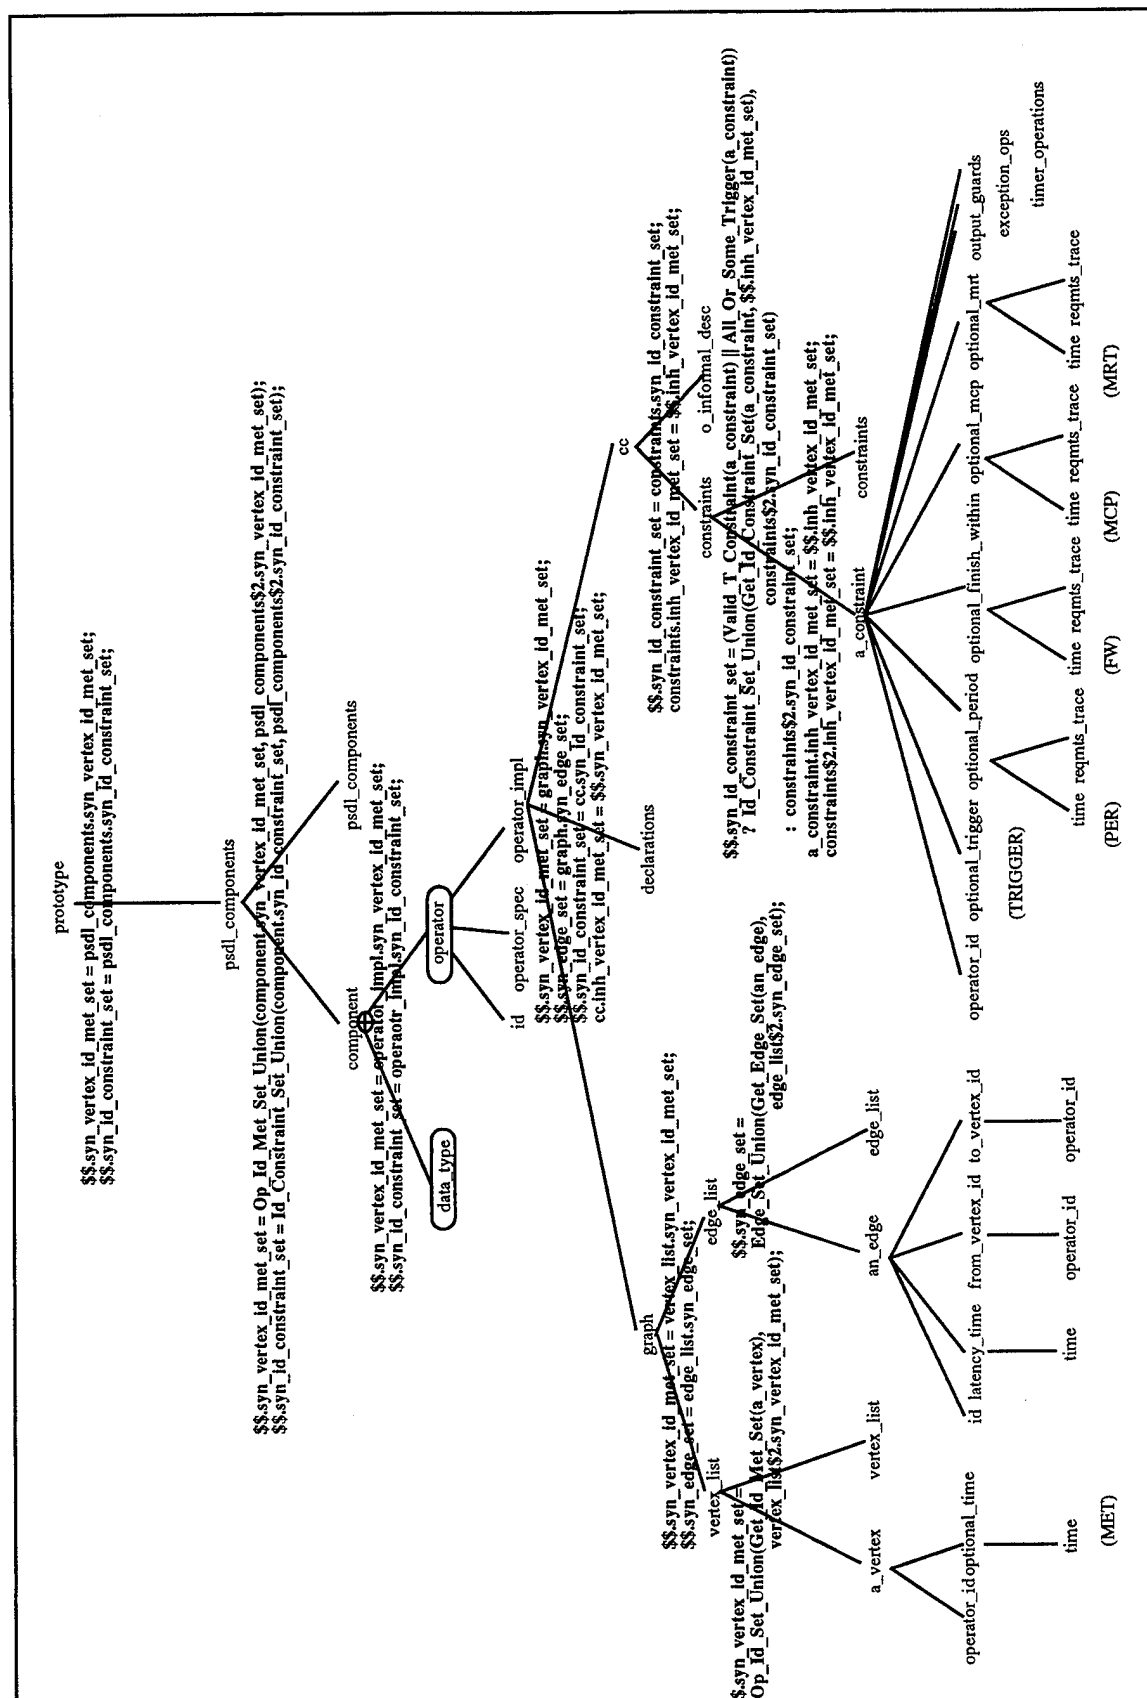 prototype
$$.syn_vertex_id_met_set = psdl_components.syn_vertex_id_met_set;
$$.syn_id_constraint_set = psdl_components.syn_id_constraint_set;
psdl_components
$$.syn_vertex_id_met_set = Op_Id_Met_Set_Union(component.syn_vertex_id_met_set, psdl_components$2.syn_vertex_id_met_set);
$$.syn_id_constraint_set = Id_Constraint_Set_Union(component.syn_id_constraint_set, psdl_components$2.syn_id_constraint_set);
component psdl_components
$$.syn_vertex_id_met_set = operator_impl.syn_vertex_id_met_set;
$$.syn_id_constraint_set = operaotr_impl.syn_id_constraint_set;
data_type operator
id operator_spec operator_impl
$$.syn_vertex_id_met_set = graph.syn_vertex_id_met_set;
$$.syn_edge_set = graph.syn_edge_set;
$$.syn_id_constraint_set = cc.syn_id_constraint_set;
cc.inh_vertex_id_met_set = $$.syn_vertex_id_met_set;
graph declarations cc
$$.syn_vertex_id_met_set = vertex_list.syn_vertex_id_met_set;
$$.syn_edge_set = edge_list.syn_edge_set;
$$.syn_id_constraint_set = constraints.syn_id_constraint_set;
constraints.inh_vertex_id_met_set = $$.inh_vertex_id_met_set;
vertex_list edge_list constraints o_informal_desc
$.syn_vertex_id_met_set =
Op_Id_Set_Union(Get_Id_Met_Set(a_vertex),
vertex_list$2.syn_vertex_id_met_set);
$$.syn_edge_set =
Edge_Set_Union(Get_Edge_Set(an_edge),
edge_list$2.syn_edge_set);
$$.syn_id_constraint_set = (Valid_T_Constraint(a_constraint) || All_Or_Some_Trigger(a_constraint))
? Id_Constraint_Set_Union(Get_Id_Constraint_Set(a_constraint, $$.inh_vertex_id_met_set),
constraints$2.syn_id_constraint_set)
: constraints$2.syn_id_constraint_set;
a_constraint.inh_vertex_id_met_set = $$.inh_vertex_id_met_set;
constraints$2.inh_vertex_id_met_set = $$.inh_vertex_id_met_set;
a_vertex vertex_list an_edge edge_list a_constraint constraints
operator_id optional_time id latency_time from_vertex_id to_vertex_id operator_id optional_trigger optional_period optional_finish_within optional_mcp optional_mrt output_guards
exception_ops
(TRIGGER)
timer_operations
time time operator_id operator_id time reqmts_trace time reqmts_trace time reqmts_trace time reqmts_trace
(MET) (PER) (FW) (MCP) (MRT)